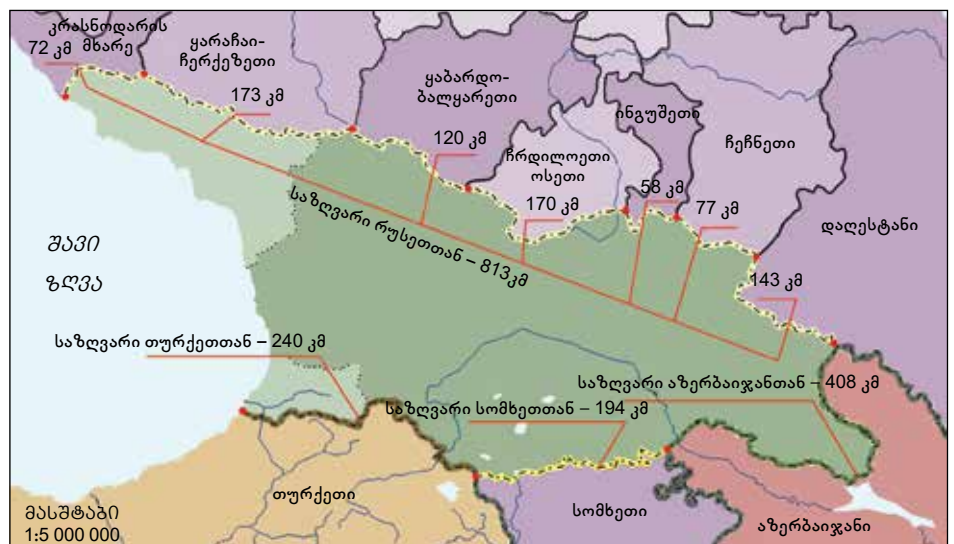 კრასნოდარის
მხარე
72 კმ
ყარაჩაი-
ჩერქეზეთი
173 კმ
ყაბარდო-
ბალყარეთი
120 კმ
ჩრდილოეთი
ოსეთი
170 კმ
ინგუშეთი
58 კმ
ჩეჩნეთი
77 კმ
დაღესტანი
143 კმ
საზღვარი რუსეთთან – 813კმ
შავი
ზღვა
საზღვარი თურქეთთან – 240 კმ
საზღვარი აზერბაიჯანთან – 408 კმ
საზღვარი სომხეთთან – 194 კმ
თურქეთი
სომხეთი
აზერბაიჯანი
მასშტაბი
1:5 000 000